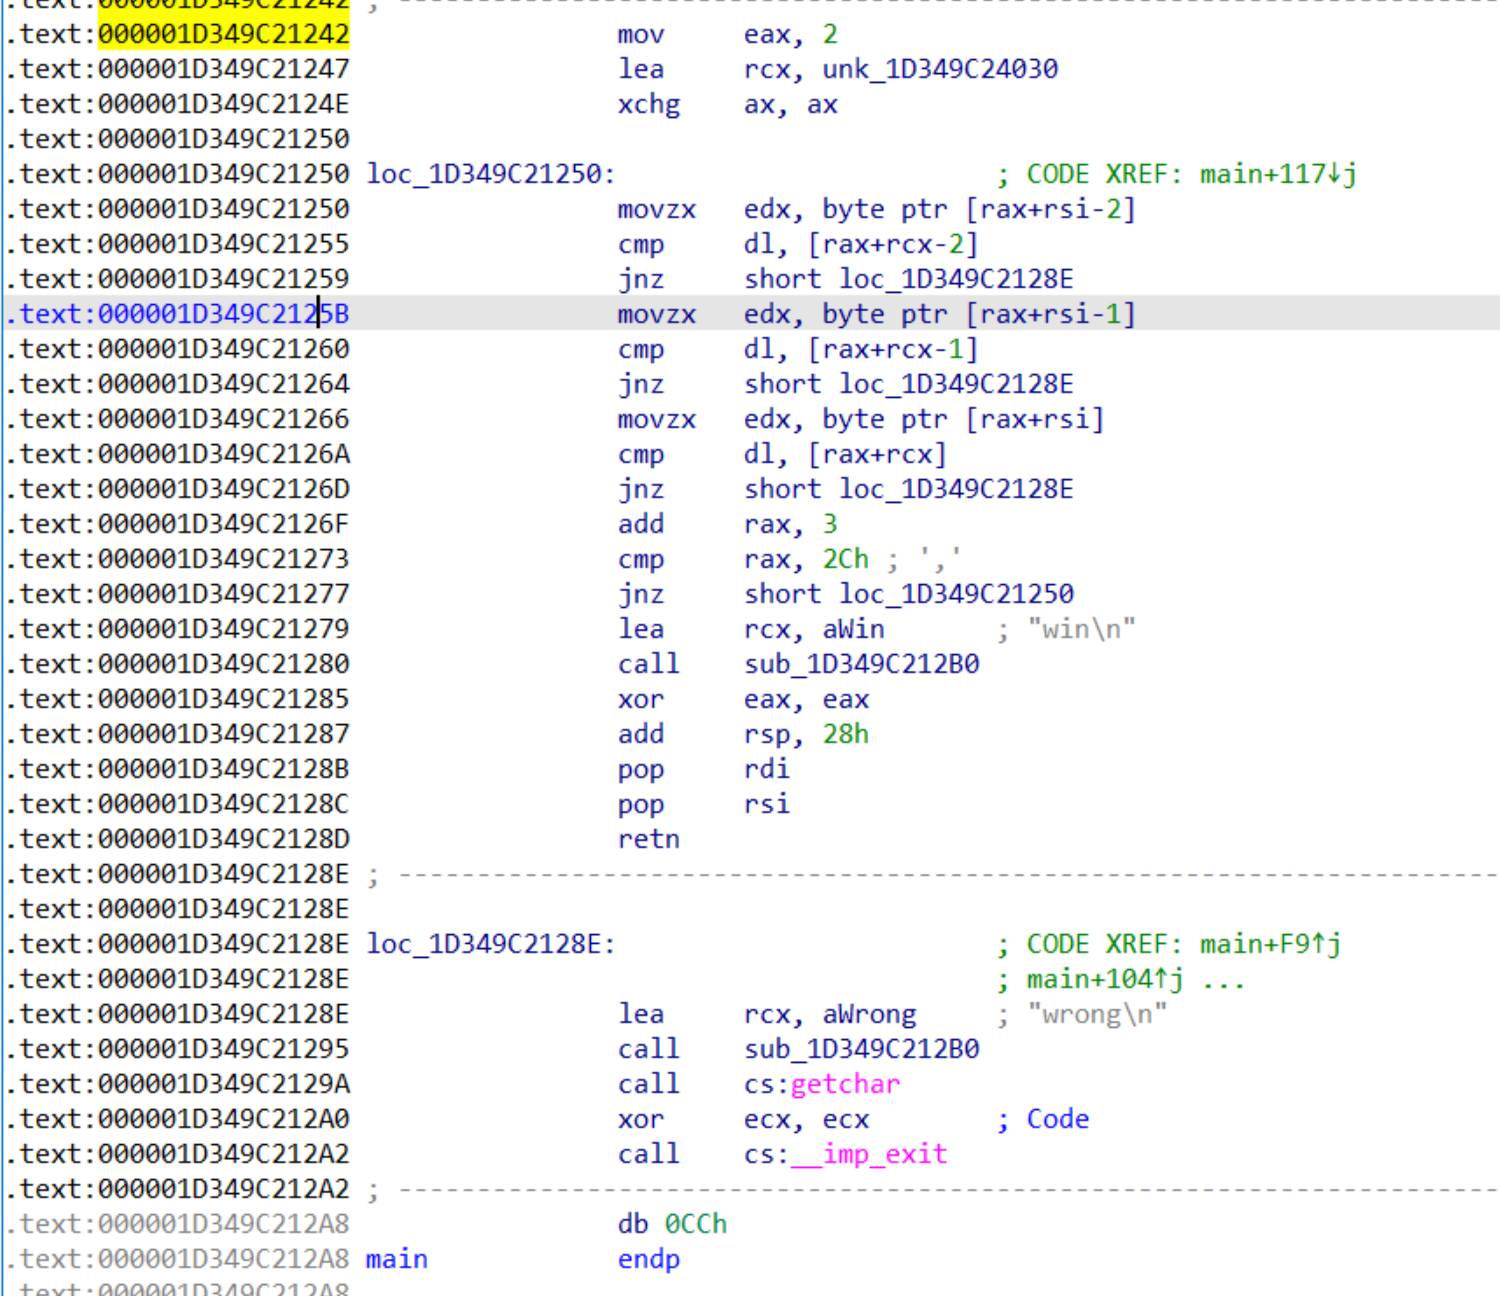 .text:000001D349C21242 ; ---------------------------------------------------------------------------
.text:000001D349C21242                 mov     eax, 2
.text:000001D349C21247                 lea     rcx, unk_1D349C24030
.text:000001D349C2124E                 xchg    ax, ax
.text:000001D349C21250
.text:000001D349C21250 loc_1D349C21250:                        ; CODE XREF: main+117↓j
.text:000001D349C21250                 movzx   edx, byte ptr [rax+rsi-2]
.text:000001D349C21255                 cmp     dl, [rax+rcx-2]
.text:000001D349C21259                 jnz     short loc_1D349C2128E
.text:000001D349C2125B                 movzx   edx, byte ptr [rax+rsi-1]
.text:000001D349C21260                 cmp     dl, [rax+rcx-1]
.text:000001D349C21264                 jnz     short loc_1D349C2128E
.text:000001D349C21266                 movzx   edx, byte ptr [rax+rsi]
.text:000001D349C2126A                 cmp     dl, [rax+rcx]
.text:000001D349C2126D                 jnz     short loc_1D349C2128E
.text:000001D349C2126F                 add     rax, 3
.text:000001D349C21273                 cmp     rax, 2Ch ; ','
.text:000001D349C21277                 jnz     short loc_1D349C21250
.text:000001D349C21279                 lea     rcx, aWin       ; "win\n"
.text:000001D349C21280                 call    sub_1D349C212B0
.text:000001D349C21285                 xor     eax, eax
.text:000001D349C21287                 add     rsp, 28h
.text:000001D349C2128B                 pop     rdi
.text:000001D349C2128C                 pop     rsi
.text:000001D349C2128D                 retn
.text:000001D349C2128E ; ---------------------------------------------------------------------------
.text:000001D349C2128E
.text:000001D349C2128E loc_1D349C2128E:                        ; CODE XREF: main+F9↑j
.text:000001D349C2128E                                         ; main+104↑j ...
.text:000001D349C2128E                 lea     rcx, aWrong     ; "wrong\n"
.text:000001D349C21295                 call    sub_1D349C212B0
.text:000001D349C2129A                 call    cs:getchar
.text:000001D349C212A0                 xor     ecx, ecx        ; Code
.text:000001D349C212A2                 call    cs:__imp_exit
.text:000001D349C212A2 ; ---------------------------------------------------------------------------
.text:000001D349C212A8                 db 0CCh
.text:000001D349C212A8 main            endp
.text:000001D349C212A8